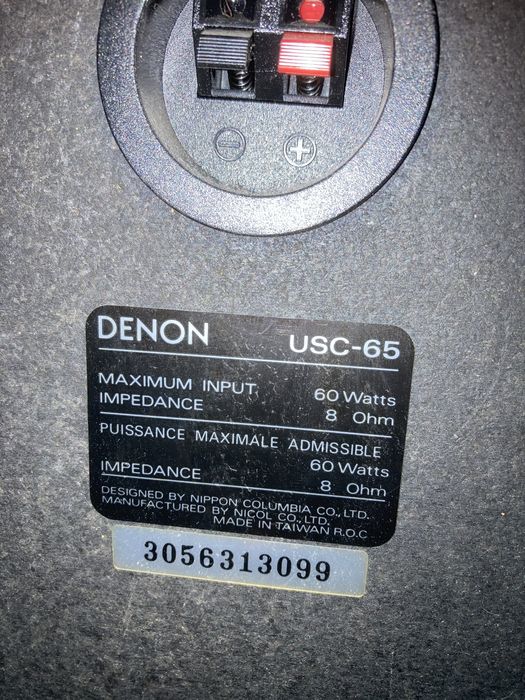 ⊖ ⊕
DENON USC-65
MAXIMUM INPUT 60 Watts
IMPEDANCE 8 Ohm
PUISSANCE MAXIMALE ADMISSIBLE
60 Watts
IMPEDANCE 8 Ohm
DESIGNED BY NIPPON COLUMBIA CO., LTD.
MANUFACTURED BY NICOL CO., LTD.
MADE IN TAIWAN R.O.C
3056313099